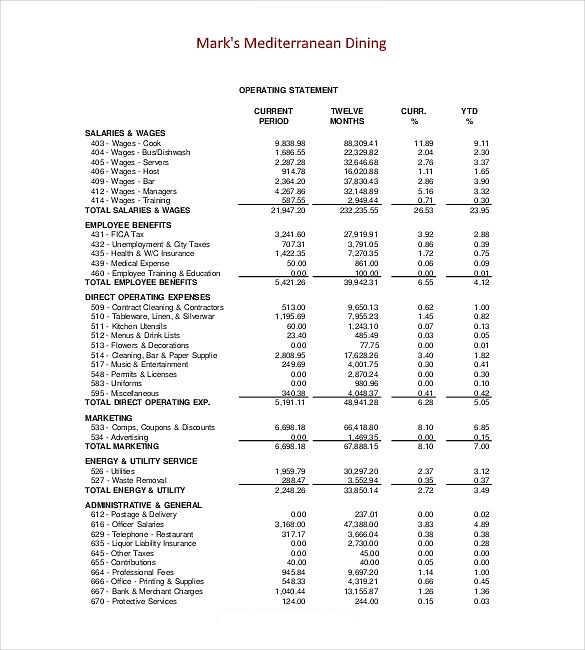 Mark's Mediterranean Dining
OPERATING STATEMENT
CURRENT TWELVE CURR. YTD
PERIOD MONTHS % %
SALARIES & WAGES
403 - Wages - Cook 9,838.98 88,309.41 11.89 9.11
404 - Wages - Bus/Dishwash 1,686.55 22,329.82 2.04 2.30
405 - Wages - Servers 2,287.28 32,646.68 2.76 3.37
406 - Wages - Host 914.78 16,020.88 1.11 1.65
409 - Wages - Bar 2,364.20 37,830.43 2.86 3.90
412 - Wages - Managers 4,267.86 32,148.89 5.16 3.32
414 - Wages - Training 587.55 2,949.44 0.71 0.30
TOTAL SALARIES & WAGES 21,947.20 232,235.55 26.53 23.95
EMPLOYEE BENEFITS
431 - FICA Tax 3,241.60 27,919.91 3.92 2.88
432 - Unemployment & City Taxes 707.31 3,791.05 0.86 0.39
435 - Health & W/C Insurance 1,422.35 7,270.35 1.72 0.75
439 - Medical Expense 50.00 861.00 0.06 0.09
460 - Employee Training & Education 0.00 100.00 0.00 0.01
TOTAL EMPLOYEE BENEFITS 5,421.26 39,942.31 6.55 4.12
DIRECT OPERATING EXPENSES
509 - Contract Cleaning & Contractors 513.00 9,650.13 0.62 1.00
510 - Tableware, Linen, & Silverwar 1,195.69 7,955.23 1.45 0.82
511 - Kitchen Utensils 60.00 1,243.10 0.07 0.13
512 - Menus & Drink Lists 23.40 485.49 0.03 0.05
513 - Flowers & Decorations 0.00 77.75 0.00 0.01
514 - Cleaning, Bar & Paper Supplie 2,808.95 17,628.26 3.40 1.82
517 - Music & Entertainment 249.69 4,001.75 0.30 0.41
548 - Permits & Licenses 0.00 2,870.24 0.00 0.30
583 - Uniforms 0.00 980.96 0.00 0.10
595 - Miscellaneous 340.38 4,048.37 0.41 0.42
TOTAL DIRECT OPERATING EXP. 5,191.11 48,941.28 6.28 5.05
MARKETING
533 - Comps, Coupons & Discounts 6,698.18 66,418.80 8.10 6.85
534 - Advertising 0.00 1,469.35 0.00 0.15
TOTAL MARKETING 6,698.18 67,888.15 8.10 7.00
ENERGY & UTILITY SERVICE
526 - Utilities 1,959.79 30,297.20 2.37 3.12
527 - Waste Removal 288.47 3,552.94 0.35 0.37
TOTAL ENERGY & UTILITY 2,248.26 33,850.14 2.72 3.49
ADMINISTRATIVE & GENERAL
612 - Postage & Delivery 0.00 237.01 0.00 0.02
616 - Officer Salaries 3,168.00 47,388.00 3.83 4.89
629 - Telephone - Restaurant 317.17 3,666.04 0.38 0.38
635 - Liquor Liability Insurance 0.00 2,730.00 0.00 0.28
645 - Other Taxes 0.00 45.00 0.00 0.00
655 - Contributions 40.00 40.00 0.05 0.00
664 - Professional Fees 945.84 9,697.20 1.14 1.00
666 - Office - Printing & Supplies 548.33 4,319.21 0.66 0.45
667 - Bank & Merchant Charges 1,040.44 13,155.87 1.26 1.36
670 - Protective Services 124.00 244.00 0.15 0.03